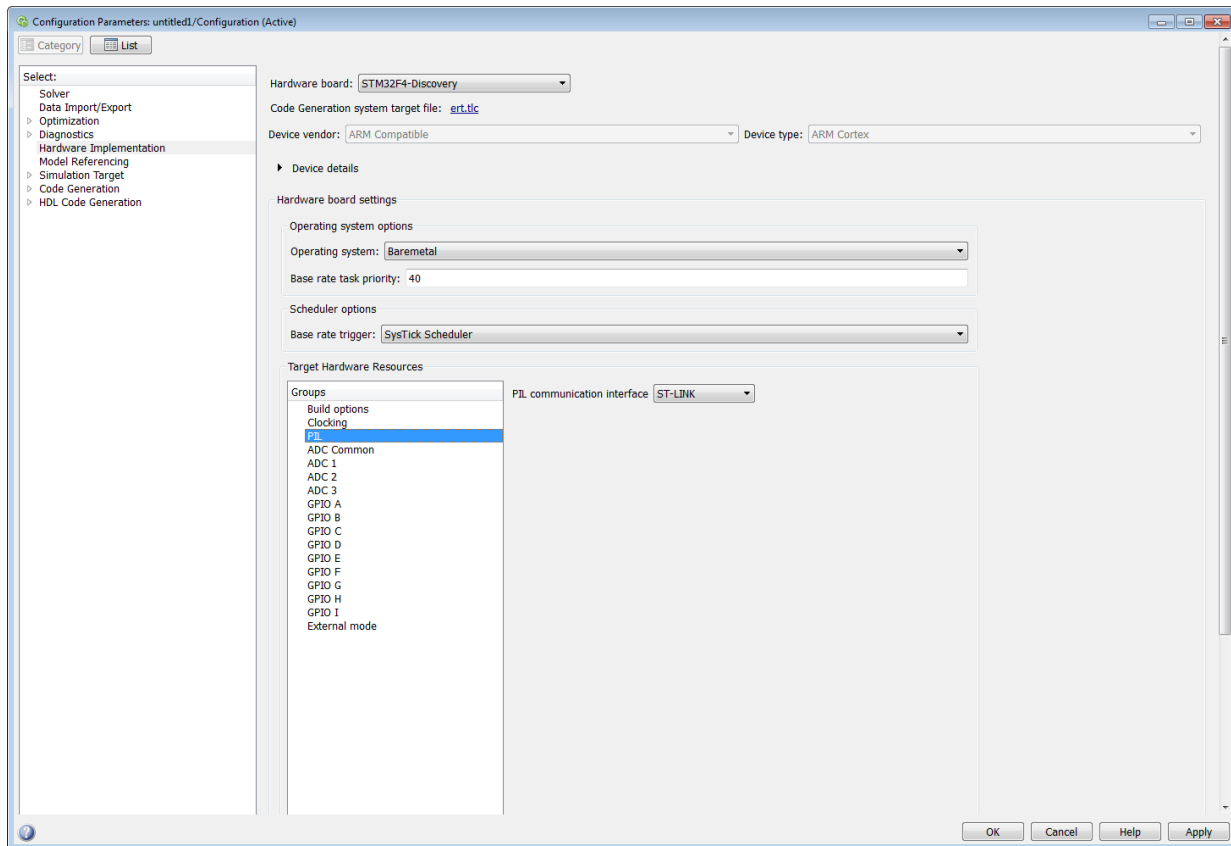 Configuration Parameters: untitled1/Configuration (Active)
Category List
Select:
Solver
Data Import/Export
Optimization
Diagnostics
Hardware Implementation
Model Referencing
Simulation Target
Code Generation
HDL Code Generation
Hardware board: STM32F4-Discovery
Code Generation system target file: ert.tlc
Device vendor: ARM Compatible Device type: ARM Cortex
Device details
Hardware board settings
Operating system options
Operating system: Baremetal
Base rate task priority: 40
Scheduler options
Base rate trigger: SysTick Scheduler
Target Hardware Resources
Groups
Build options
Clocking
PIL
ADC Common
ADC 1
ADC 2
ADC 3
GPIO A
GPIO B
GPIO C
GPIO D
GPIO E
GPIO F
GPIO G
GPIO H
GPIO I
External mode
PIL communication interface ST-LINK
OK Cancel Help Apply